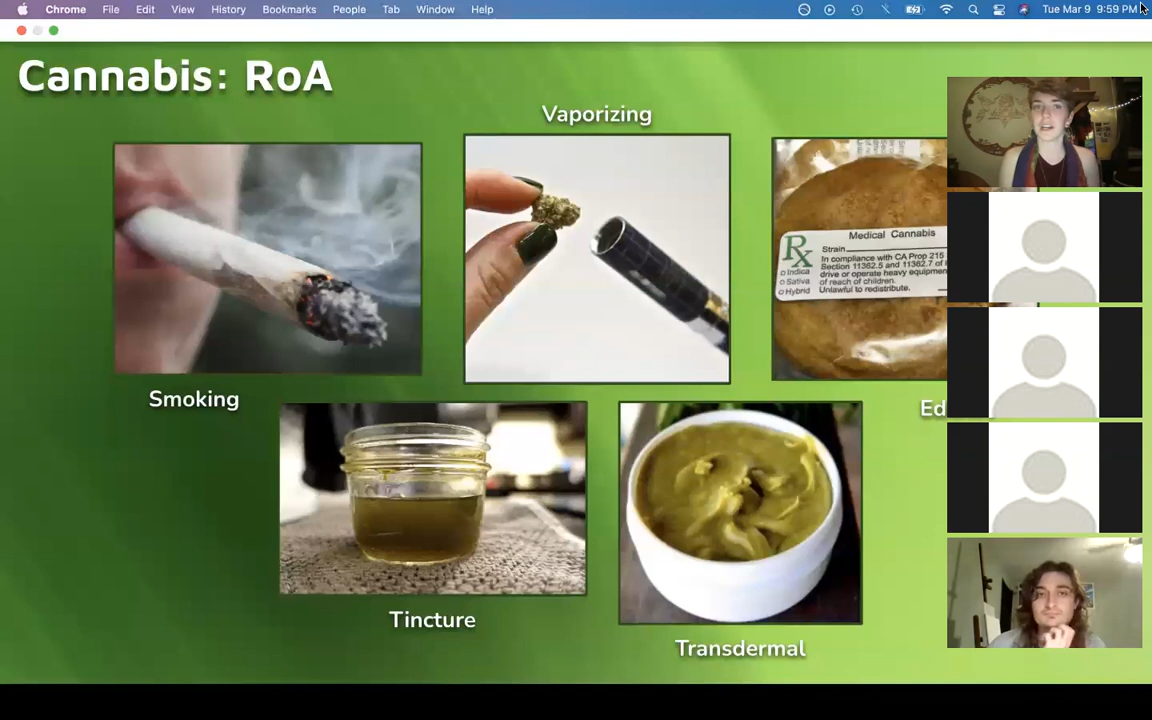 Chrome File Edit View History Bookmarks People Tab Window Help Tue Mar 9 9:59 PM
Cannabis: RoA
Vaporizing
Medical Cannabis
Rx
Strain
In compliance with CA Prop 215
Section 11362.5 and 11362.7 of
Indica
drive or operate heavy equipmen
Sativa
of reach of children.
Hybrid
Unlawful to redistribute.
Smoking
Ed
Tincture
Transdermal